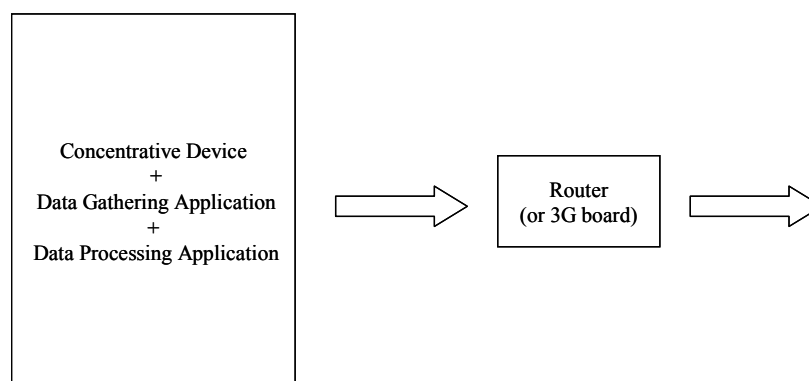 Concentrative Device
+
Data Gathering Application
+
Data Processing Application
Router
(or 3G board)